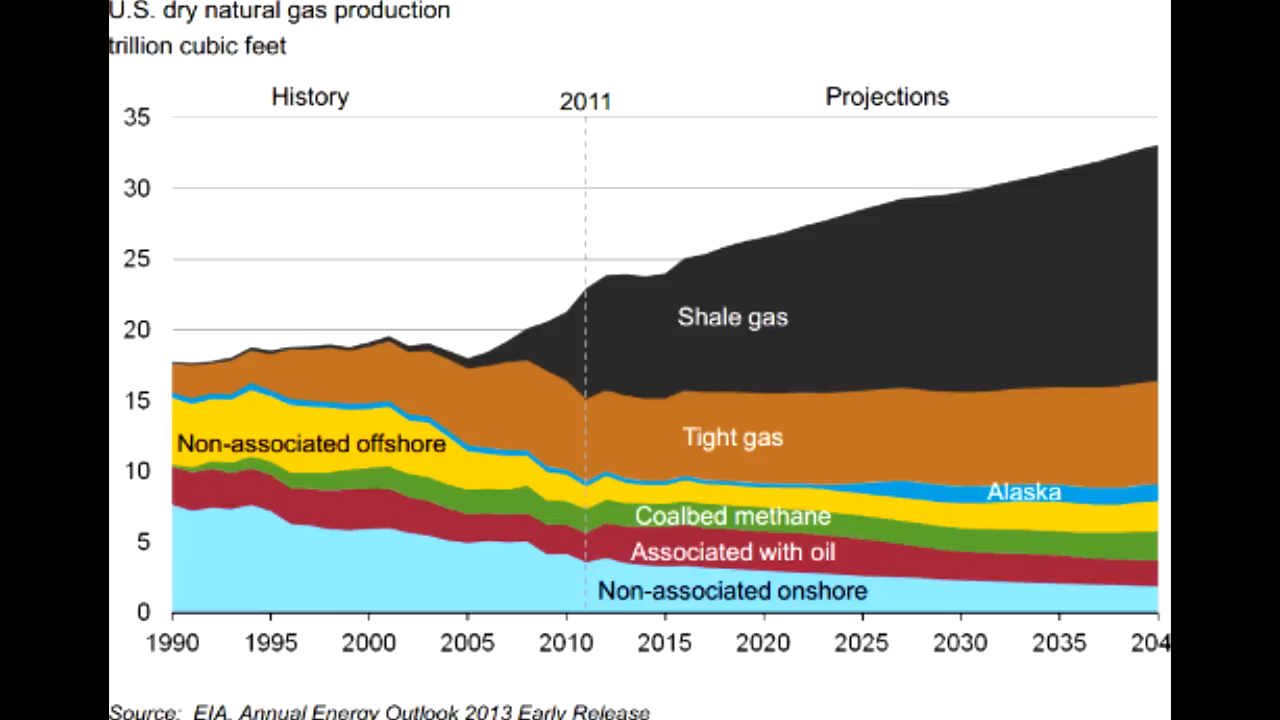 U.S. dry natural gas production
trillion cubic feet
History 2011 Projections
35
30
25
20
15
10
5
0
Shale gas
Tight gas
Non-associated offshore
Alaska
Coalbed methane
Associated with oil
Non-associated onshore
1990 1995 2000 2005 2010 2015 2020 2025 2030 2035 204
Source: EIA, Annual Energy Outlook 2013 Early Release